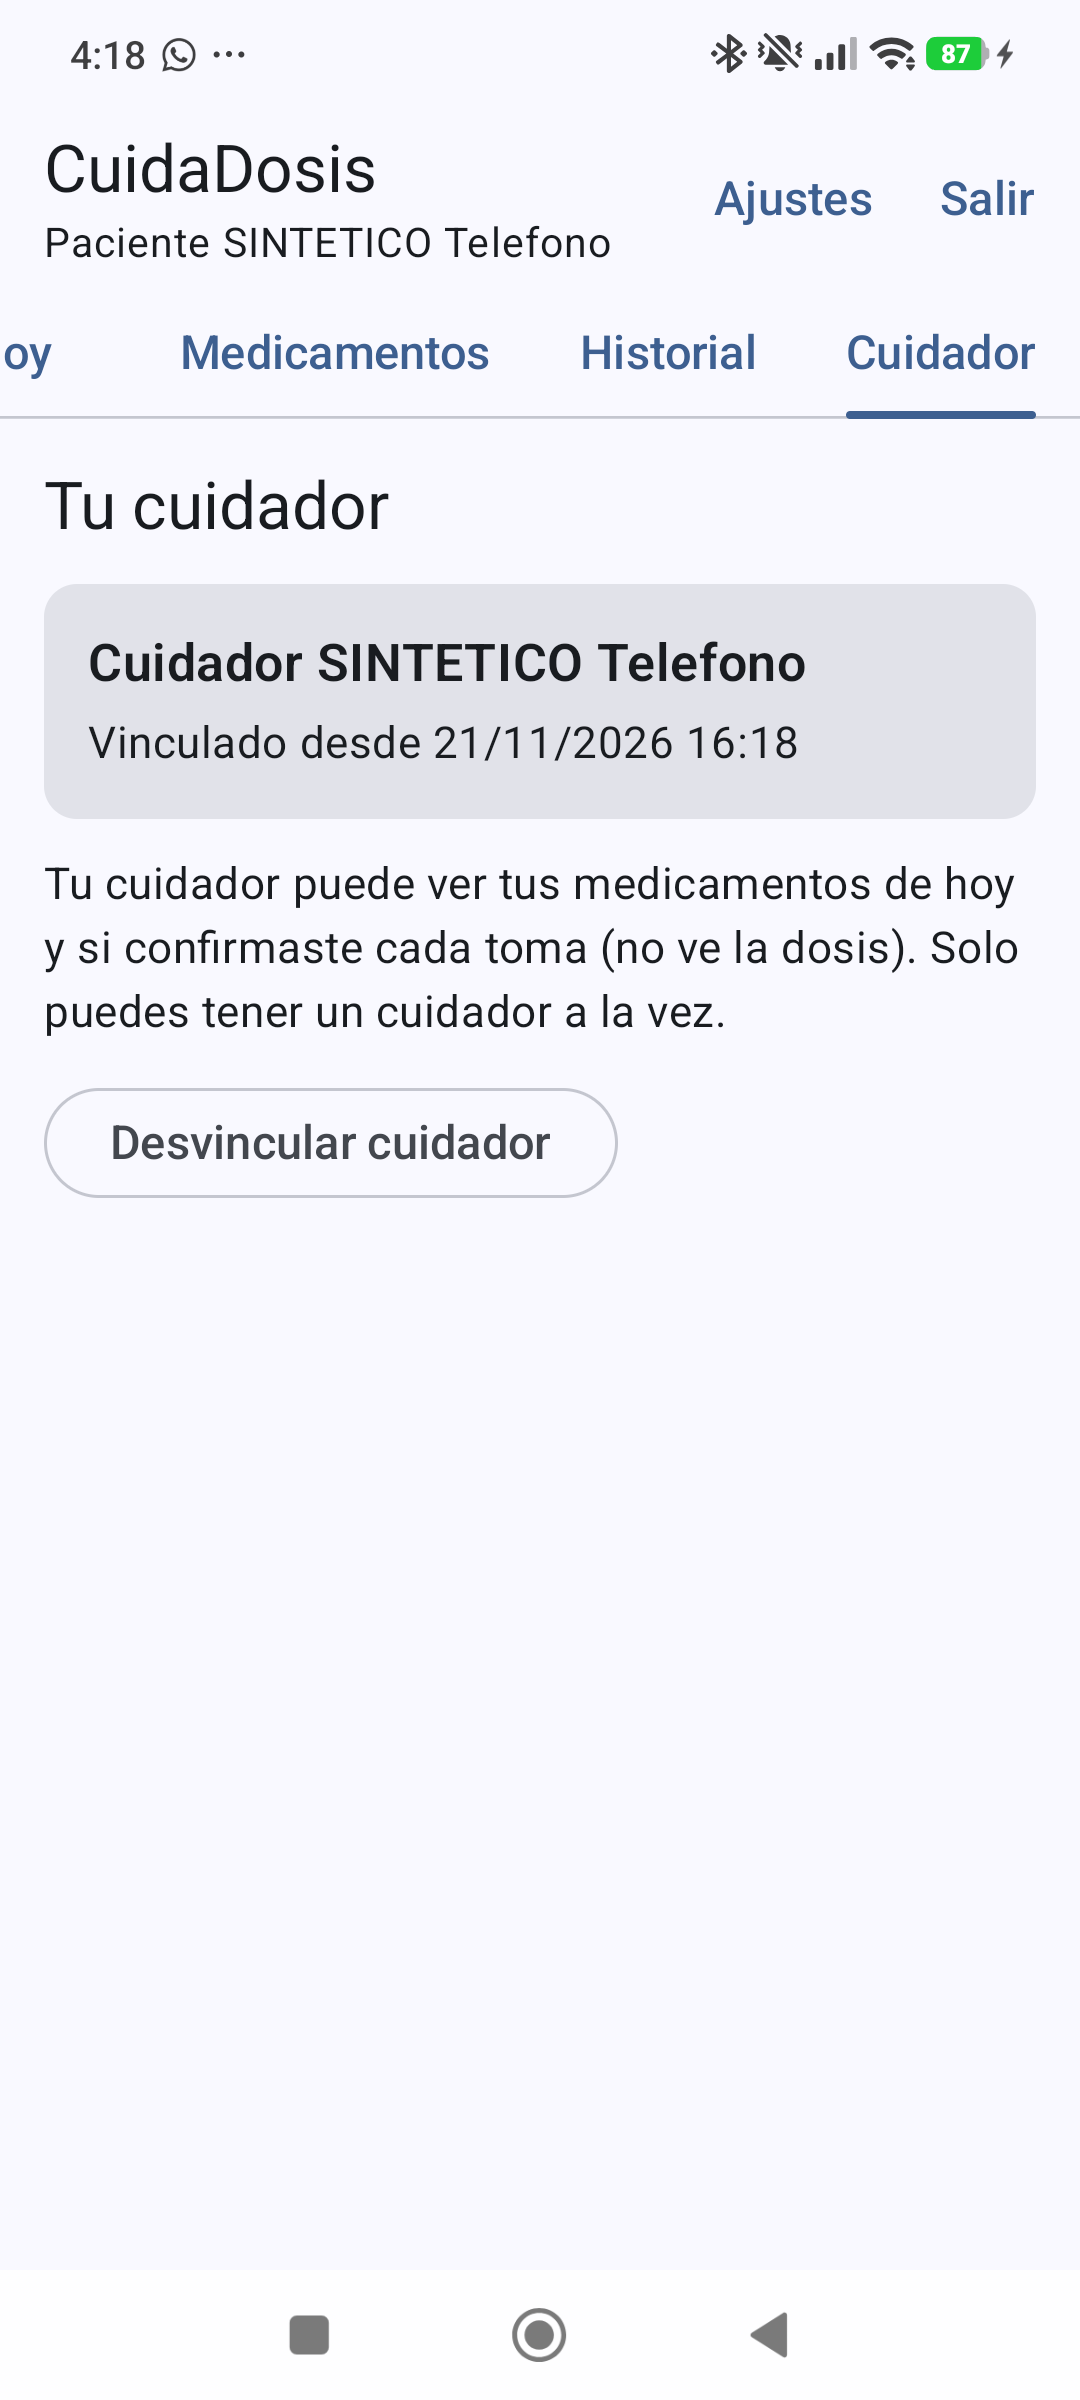 4:18
87
CuidaDosis
Paciente SINTETICO Telefono
Ajustes Salir
oy Medicamentos Historial Cuidador
Tu cuidador
Cuidador SINTETICO Telefono
Vinculado desde 21/11/2026 16:18
Tu cuidador puede ver tus medicamentos de hoy
y si confirmaste cada toma (no ve la dosis). Solo
puedes tener un cuidador a la vez.
Desvincular cuidador